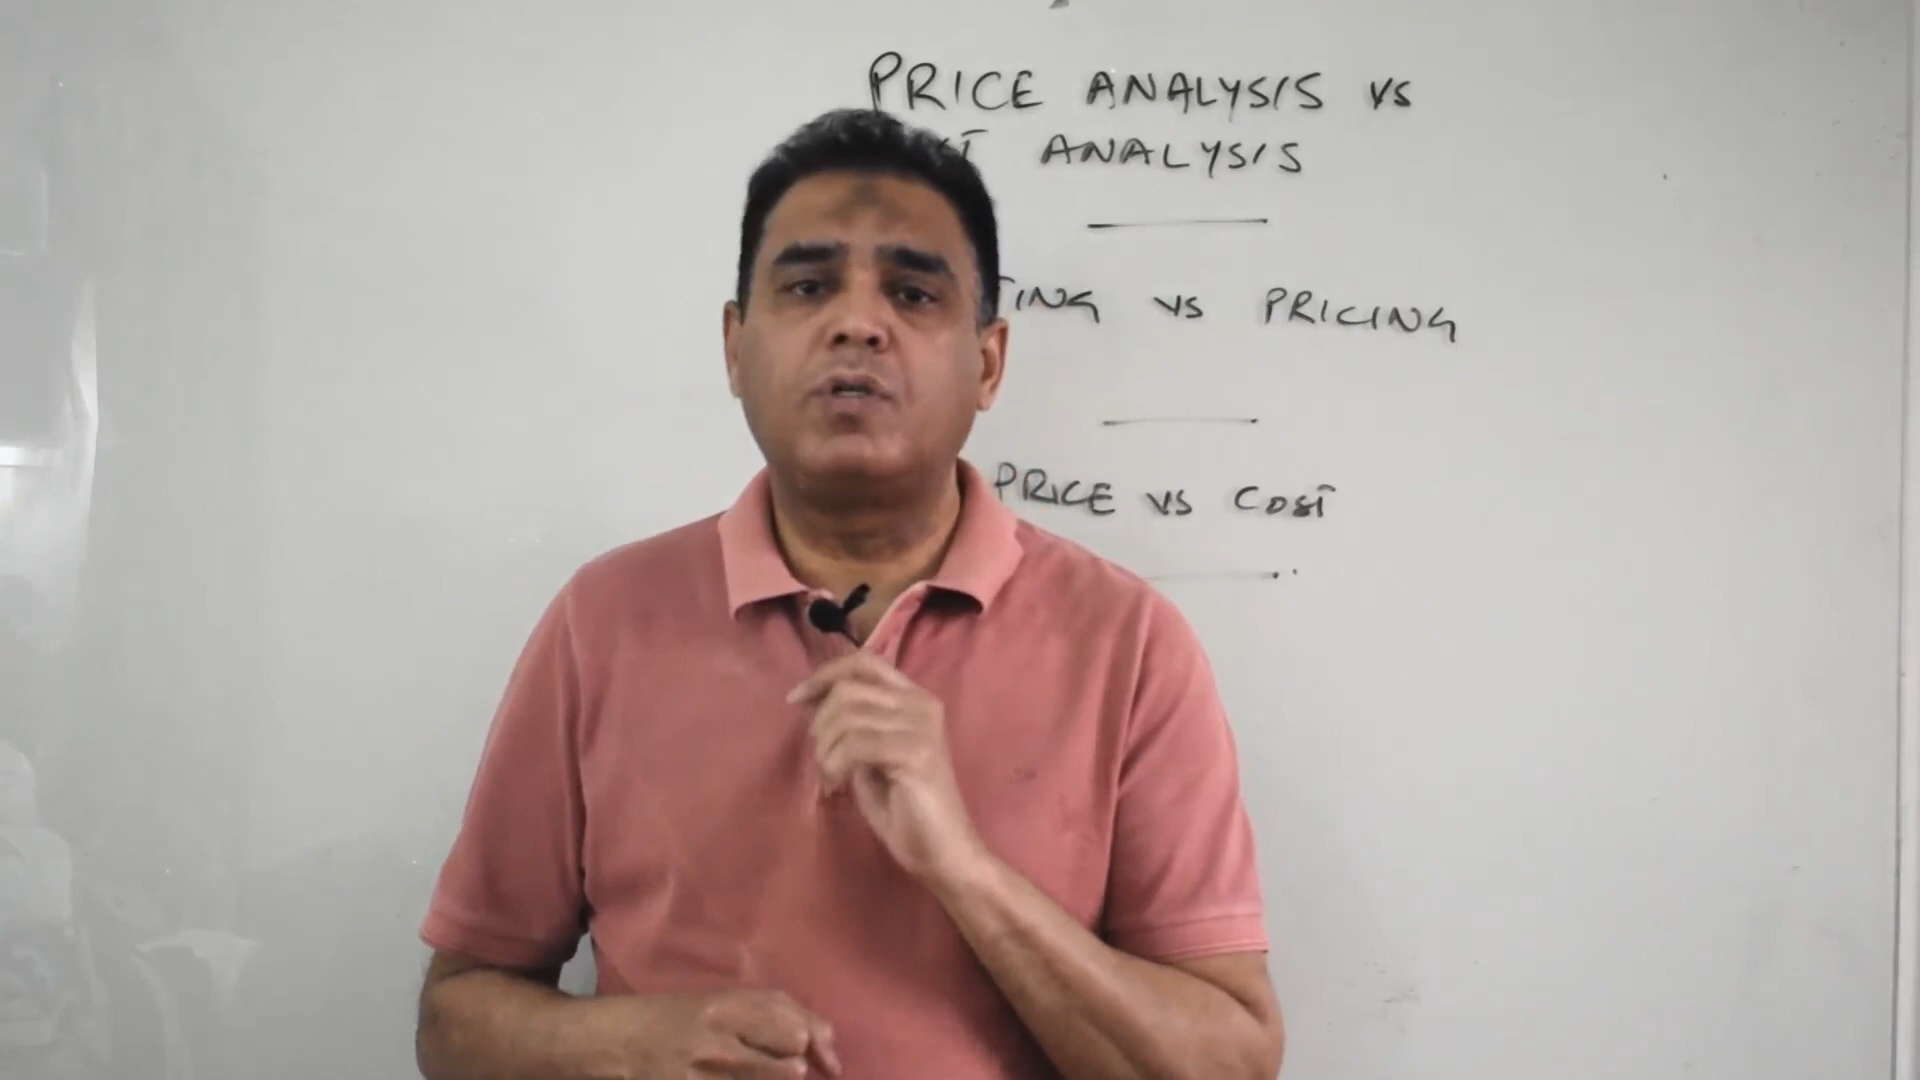 PRICE ANALYSIS VS
ANALYSIS
VS PRICING
PRICE VS COST